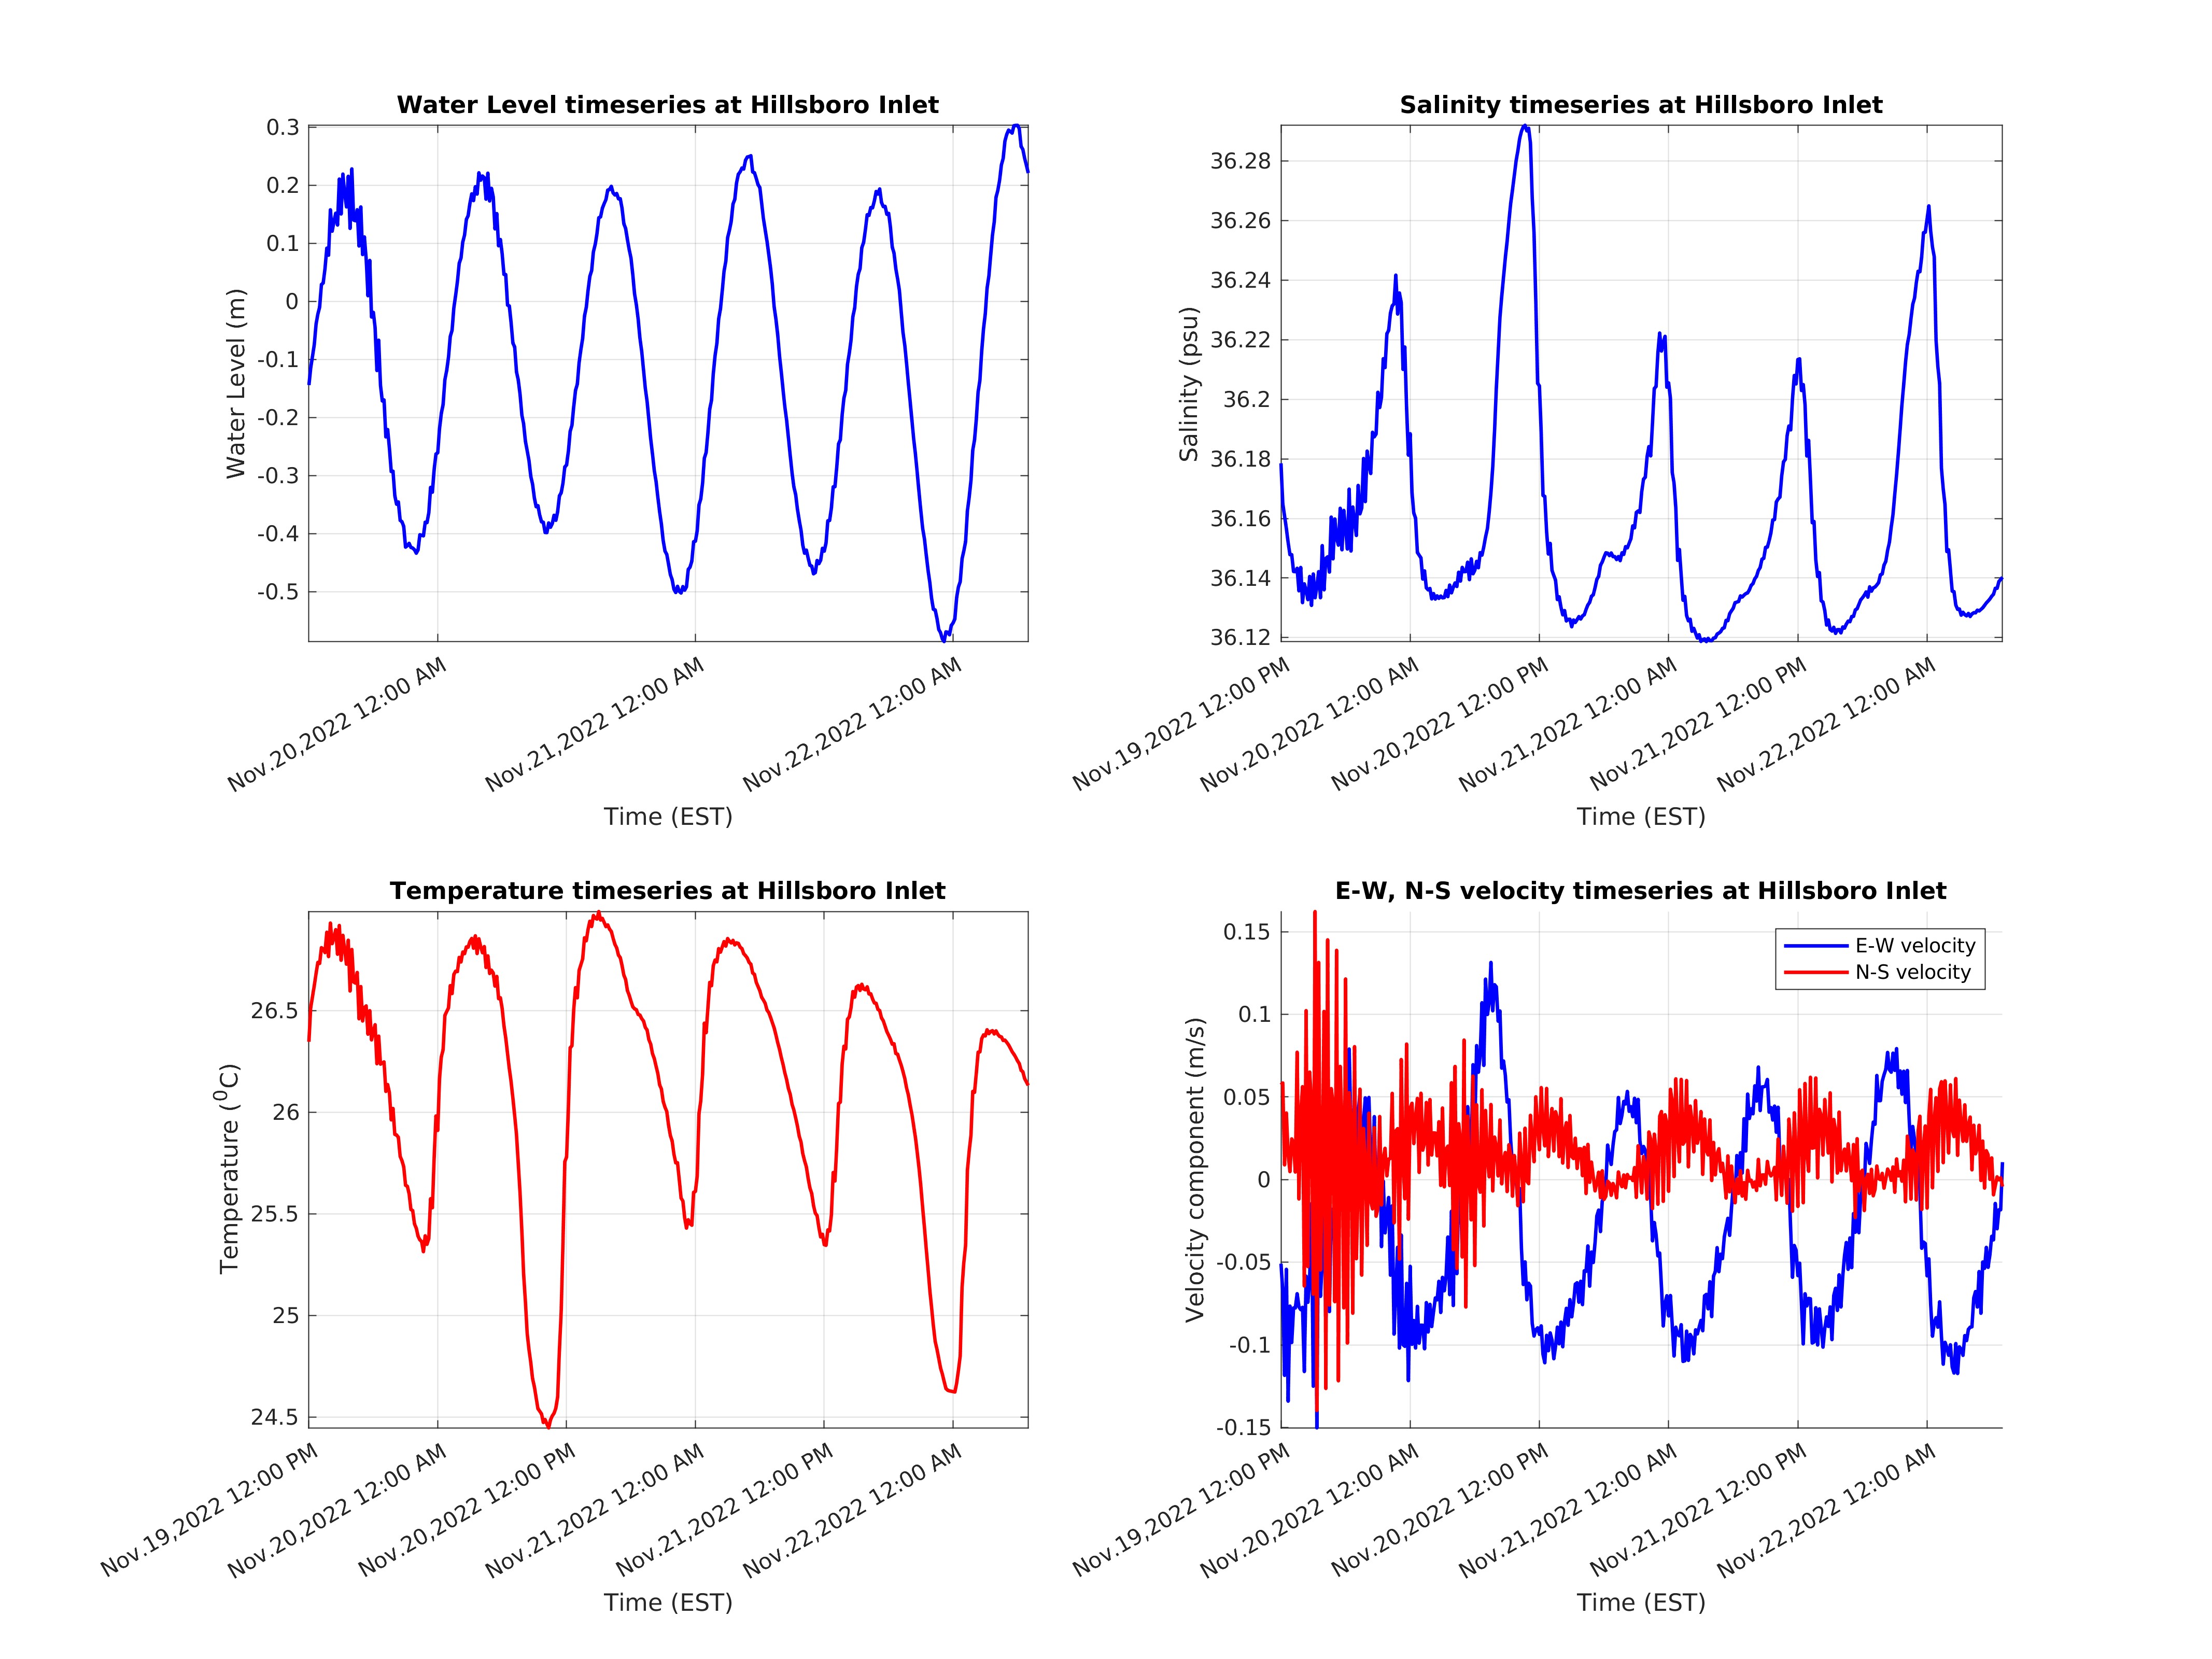 Water Level timeseries at Hillsboro Inlet
Water Level (m)
0.3
0.2
0.1
0
-0.1
-0.2
-0.3
-0.4
-0.5
Nov.20,2022 12:00 AM
Nov.21,2022 12:00 AM
Nov.22,2022 12:00 AM
Time (EST)
Salinity timeseries at Hillsboro Inlet
Salinity (psu)
36.28
36.26
36.24
36.22
36.2
36.18
36.16
36.14
36.12
Nov.19,2022 12:00 PM
Nov.20,2022 12:00 AM
Nov.20,2022 12:00 PM
Nov.21,2022 12:00 AM
Nov.21,2022 12:00 PM
Nov.22,2022 12:00 AM
Time (EST)
Temperature timeseries at Hillsboro Inlet
Temperature (⁰C)
26.5
26
25.5
25
24.5
Nov.19,2022 12:00 PM
Nov.20,2022 12:00 AM
Nov.20,2022 12:00 PM
Nov.21,2022 12:00 AM
Nov.21,2022 12:00 PM
Nov.22,2022 12:00 AM
Time (EST)
E-W, N-S velocity timeseries at Hillsboro Inlet
Velocity component (m/s)
0.15
0.1
0.05
0
-0.05
-0.1
-0.15
E-W velocity
N-S velocity
Nov.19,2022 12:00 PM
Nov.20,2022 12:00 AM
Nov.20,2022 12:00 PM
Nov.21,2022 12:00 AM
Nov.21,2022 12:00 PM
Nov.22,2022 12:00 AM
Time (EST)